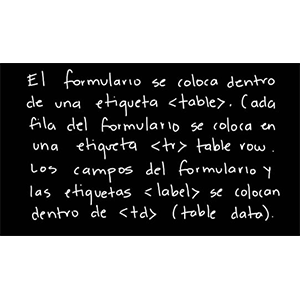 El formulario se coloca dentro
de una etiqueta <table>. Cada
fila del formulario se coloca en
una etiqueta <tr> table row.
Los campos del formulario y
las etiquetas <label> se colocan
dentro de <td> (table data).